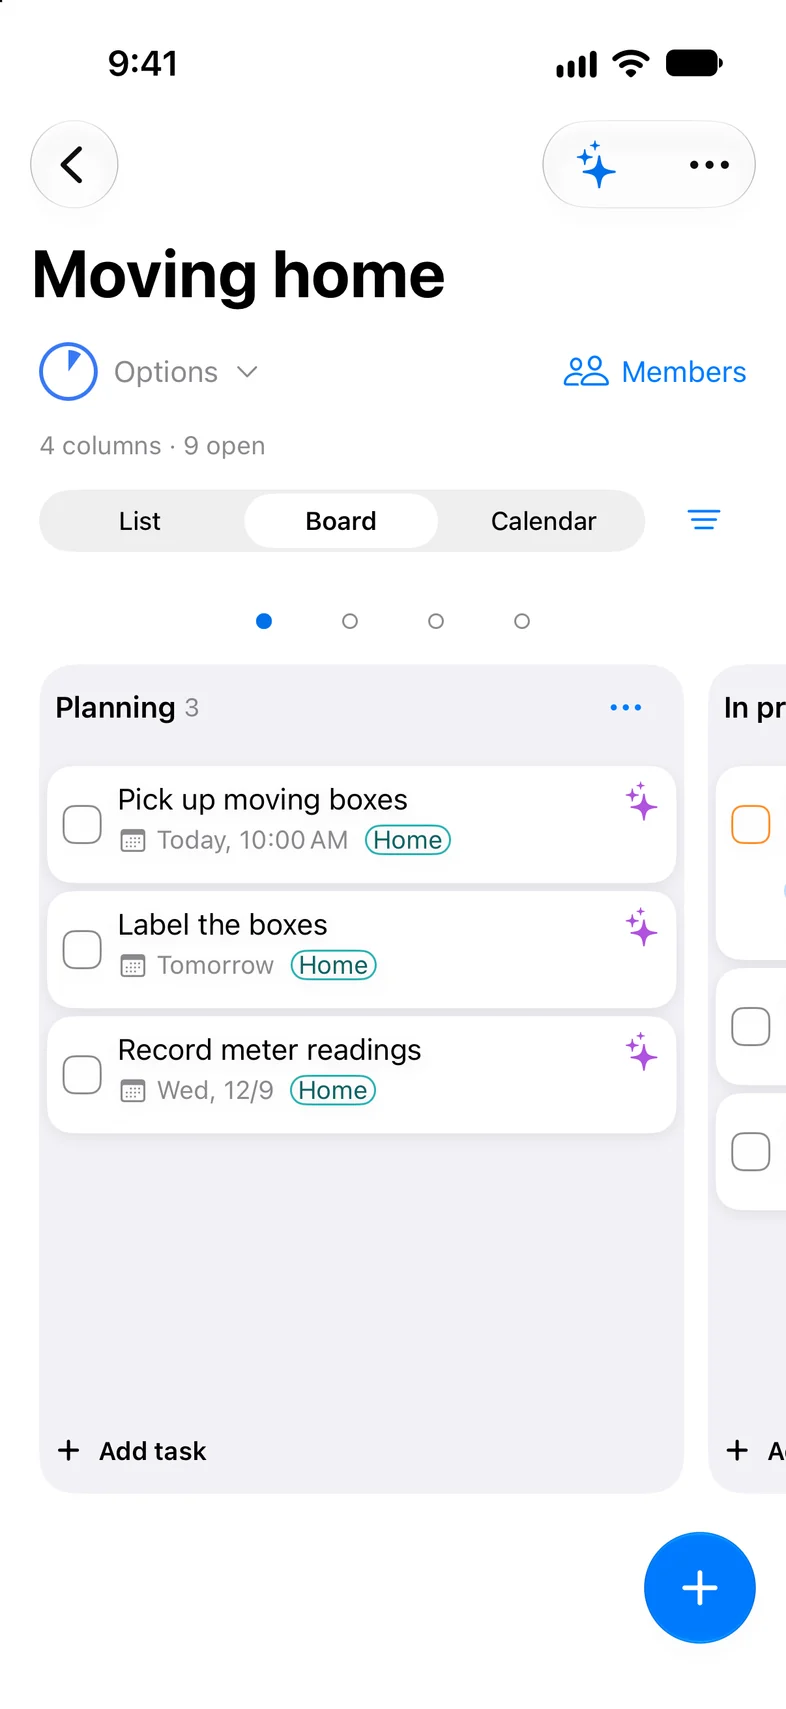 9:41
Moving home
Options
Members
4 columns · 9 open
List
Board
Calendar
Planning 3
In pr
Pick up moving boxes
Today, 10:00 AM Home
Label the boxes
Tomorrow Home
Record meter readings
Wed, 12/9 Home
+ Add task
+